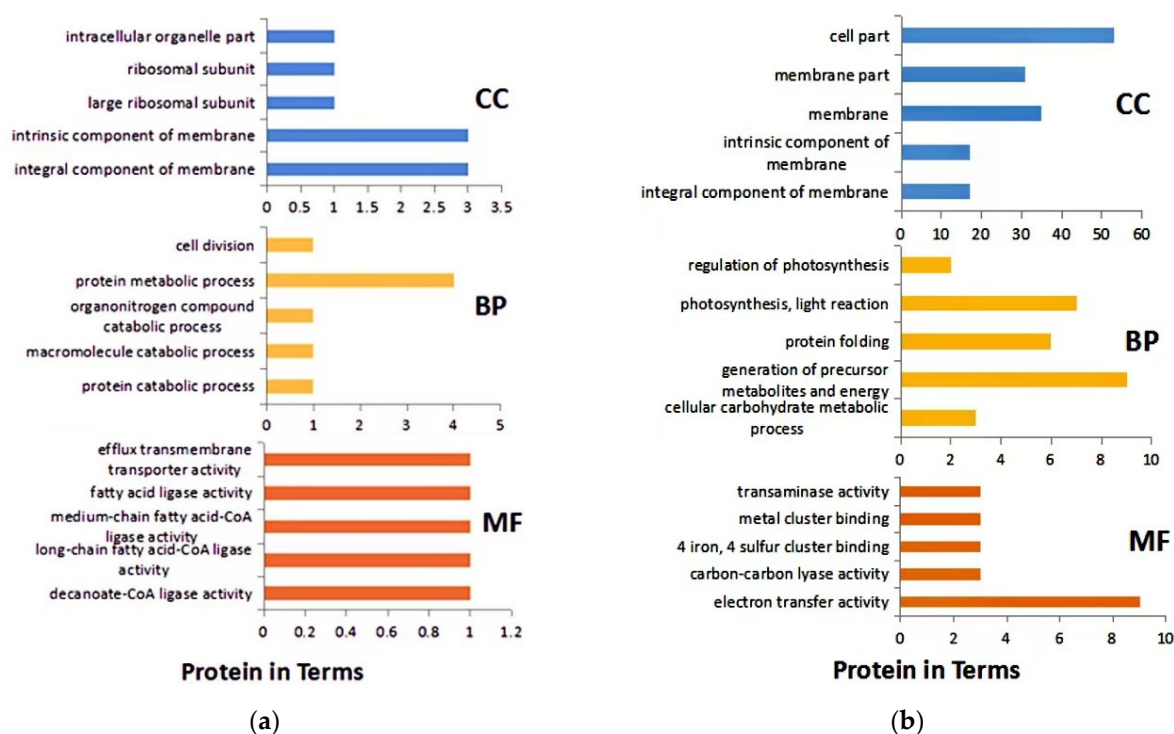 intracellular organelle part
ribosomal subunit
large ribosomal subunit
intrinsic component of membrane
integral component of membrane
CC
0 0.5 1 1.5 2 2.5 3 3.5
cell division
protein metabolic process
organonitrogen compound
catabolic process
macromolecule catabolic process
protein catabolic process
BP
0 1 2 3 4 5
efflux transmembrane
transporter activity
fatty acid ligase activity
medium-chain fatty acid-CoA
ligase activity
long-chain fatty acid-CoA ligase
activity
decanoate-CoA ligase activity
MF
0 0.2 0.4 0.6 0.8 1 1.2
Protein in Terms
(a)
cell part
membrane part
membrane
intrinsic component of
membrane
integral component of membrane
CC
0 10 20 30 40 50 60
regulation of photosynthesis
photosynthesis, light reaction
protein folding
generation of precursor
metabolites and energy
cellular carbohydrate metabolic
process
BP
0 2 4 6 8 10
transaminase activity
metal cluster binding
4 iron, 4 sulfur cluster binding
carbon-carbon lyase activity
electron transfer activity
MF
0 2 4 6 8 10
Protein in Terms
(b)